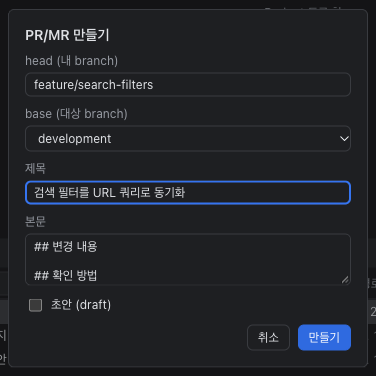 PR/MR 만들기
head (내 branch)
feature/search-filters
base (대상 branch)
development
제목
검색 필터를 URL 쿼리로 동기화
본문
## 변경 내용
## 확인 방법
초안 (draft)
취소
만들기